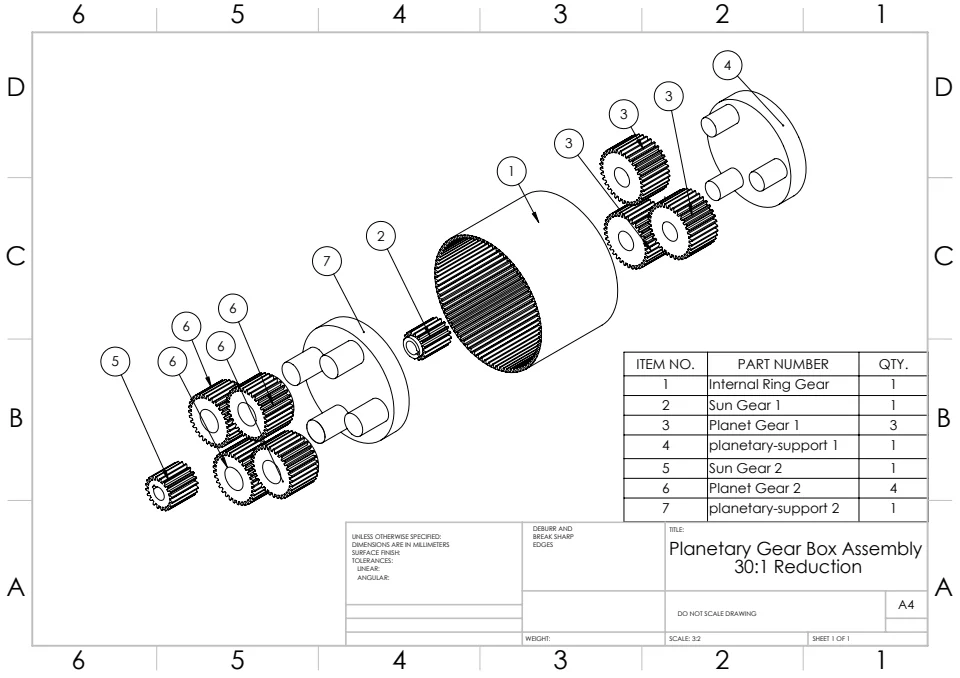 6 5 4 3 2 1
D D
4
3
3
3
1
C C
2
7
6
6
6
6
5
ITEM NO. PART NUMBER QTY.
1 Internal Ring Gear 1
2 Sun Gear 1 1
3 Planet Gear 1 3
4 planetary-support 1 1
5 Sun Gear 2 1
6 Planet Gear 2 4
7 planetary-support 2 1
B B
UNLESS OTHERWISE SPECIFIED:
DIMENSIONS ARE IN MILLIMETERS
SURFACE FINISH:
TOLERANCES:
LINEAR:
ANGULAR:
DEBURR AND
BREAK SHARP
EDGES
TITLE:
Planetary Gear Box Assembly
30:1 Reduction
A A
DO NOT SCALE DRAWING
A4
WEIGHT:
SCALE: 3:2
SHEET 1 OF 1
6 5 4 3 2 1